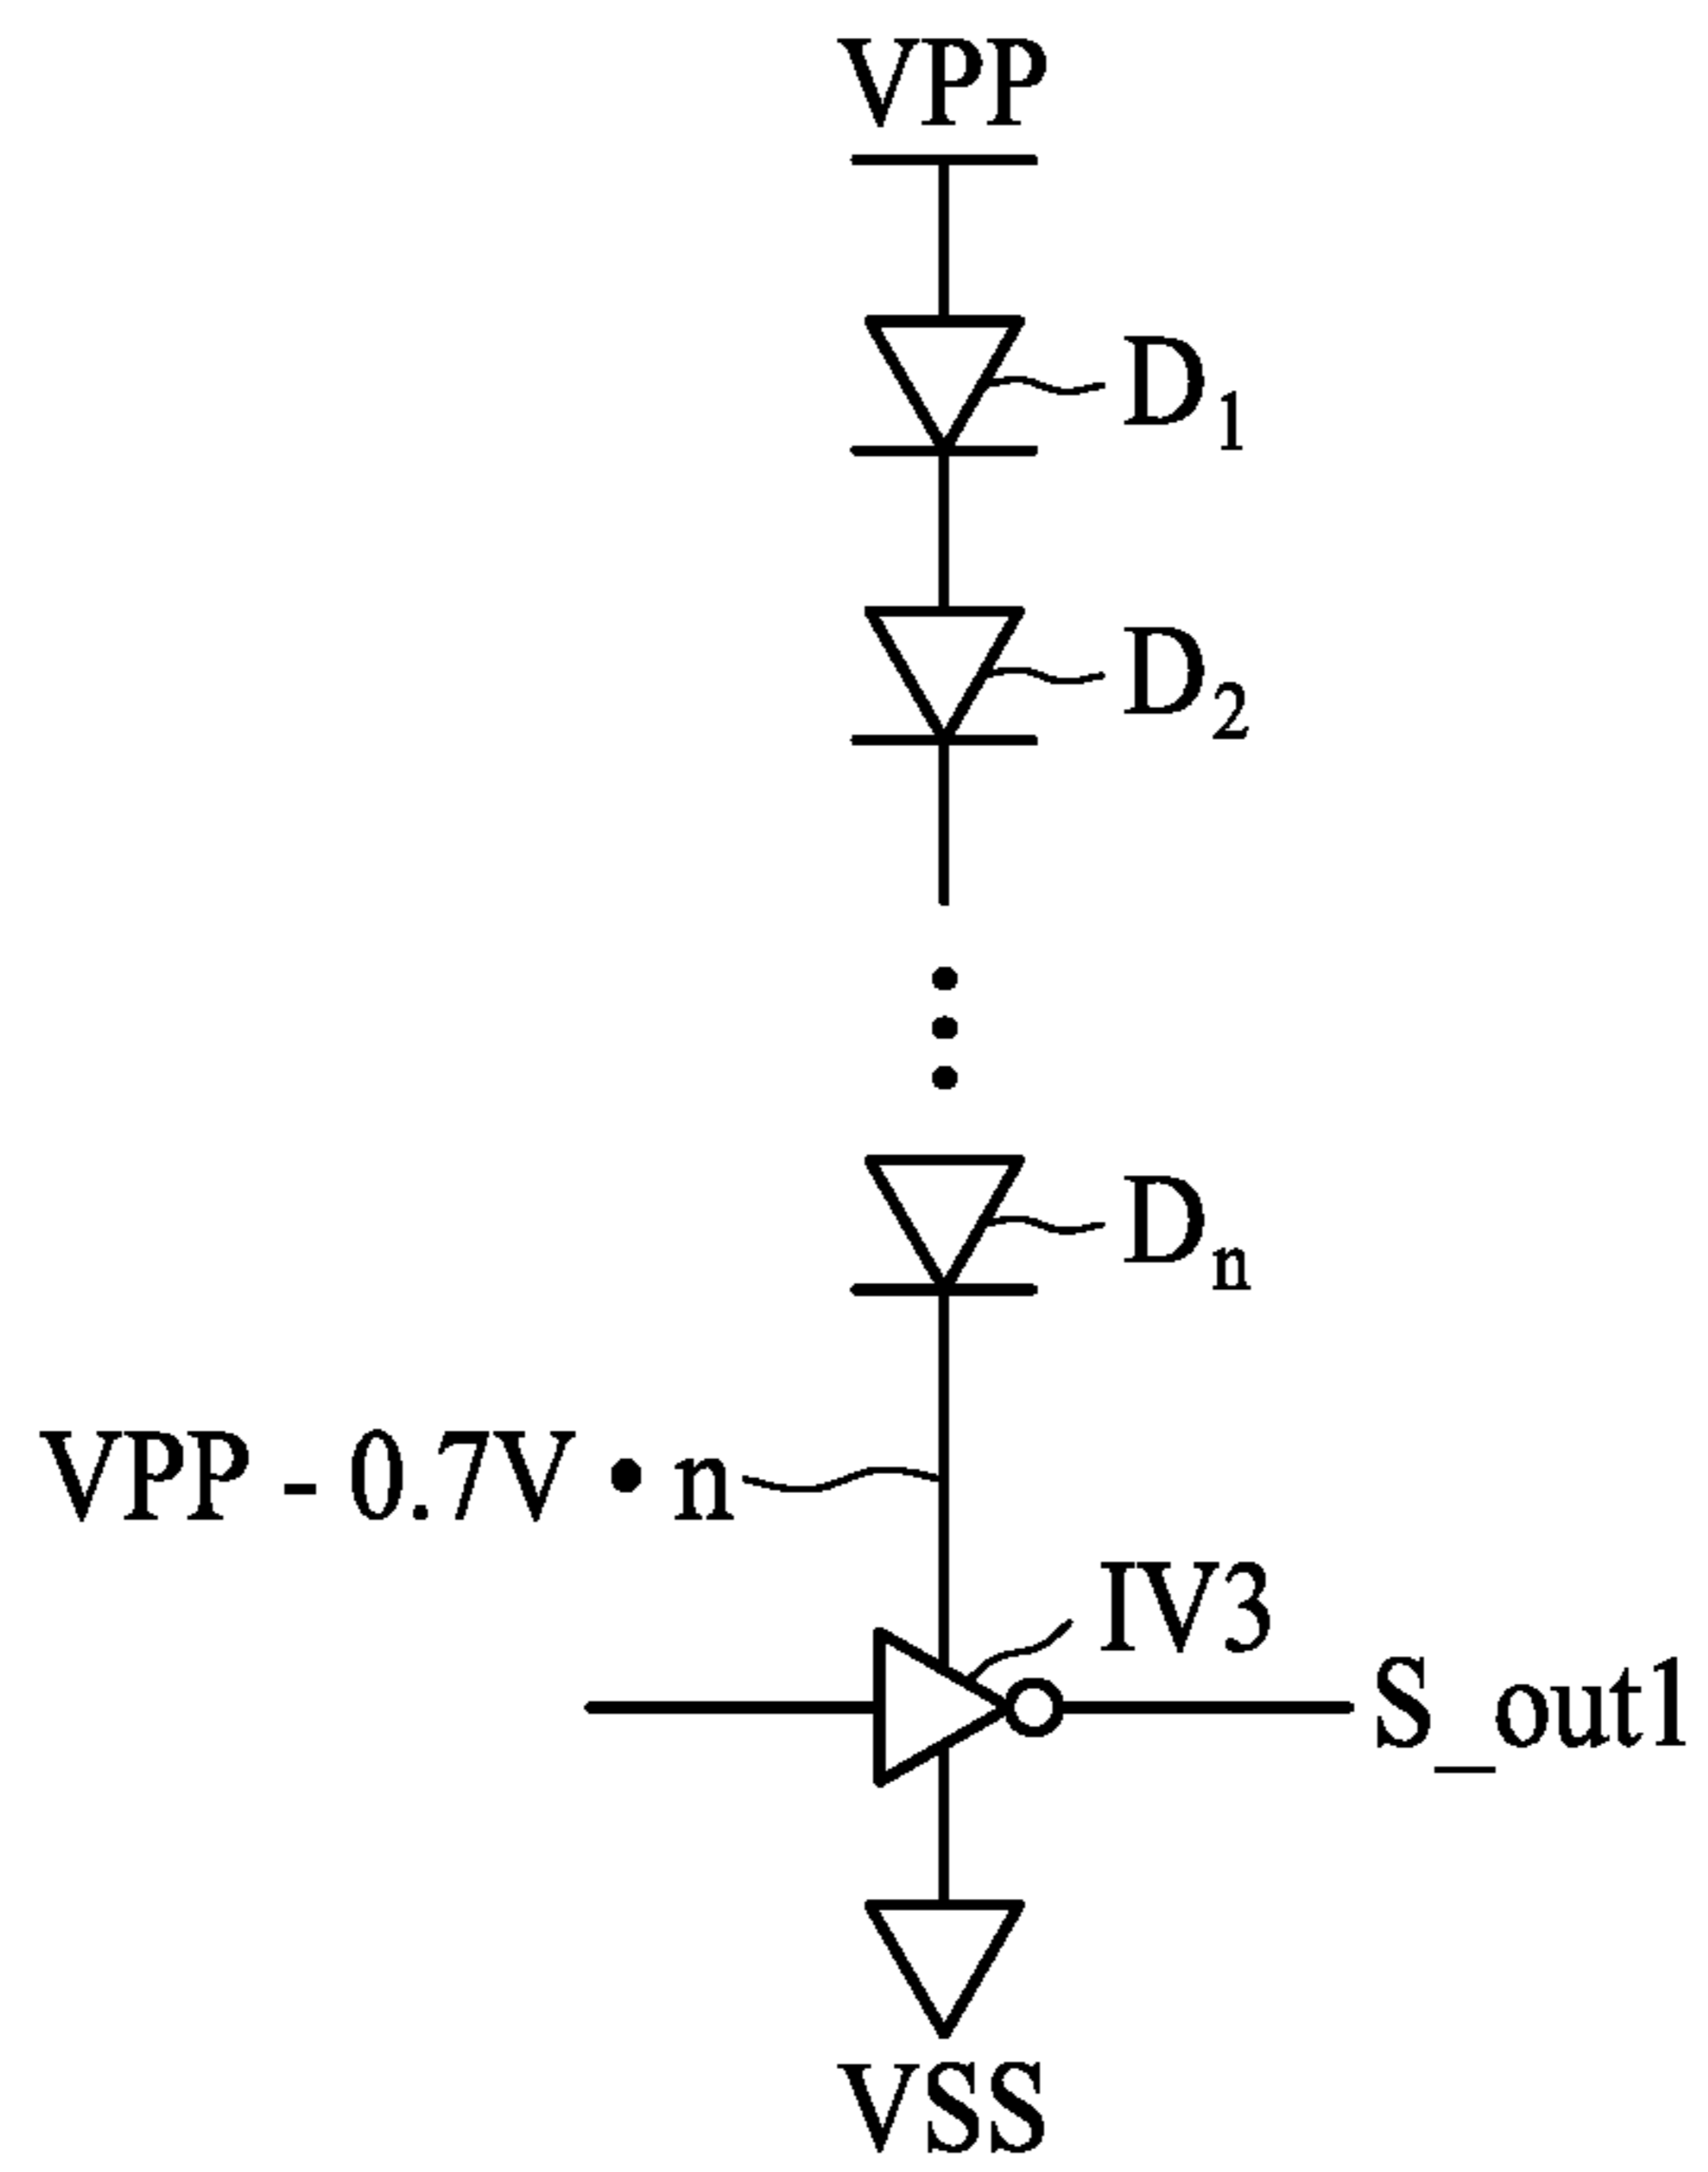 VPP
D1
D2
Dn
VPP - 0.7V • n
IV3
S_out1
VSS